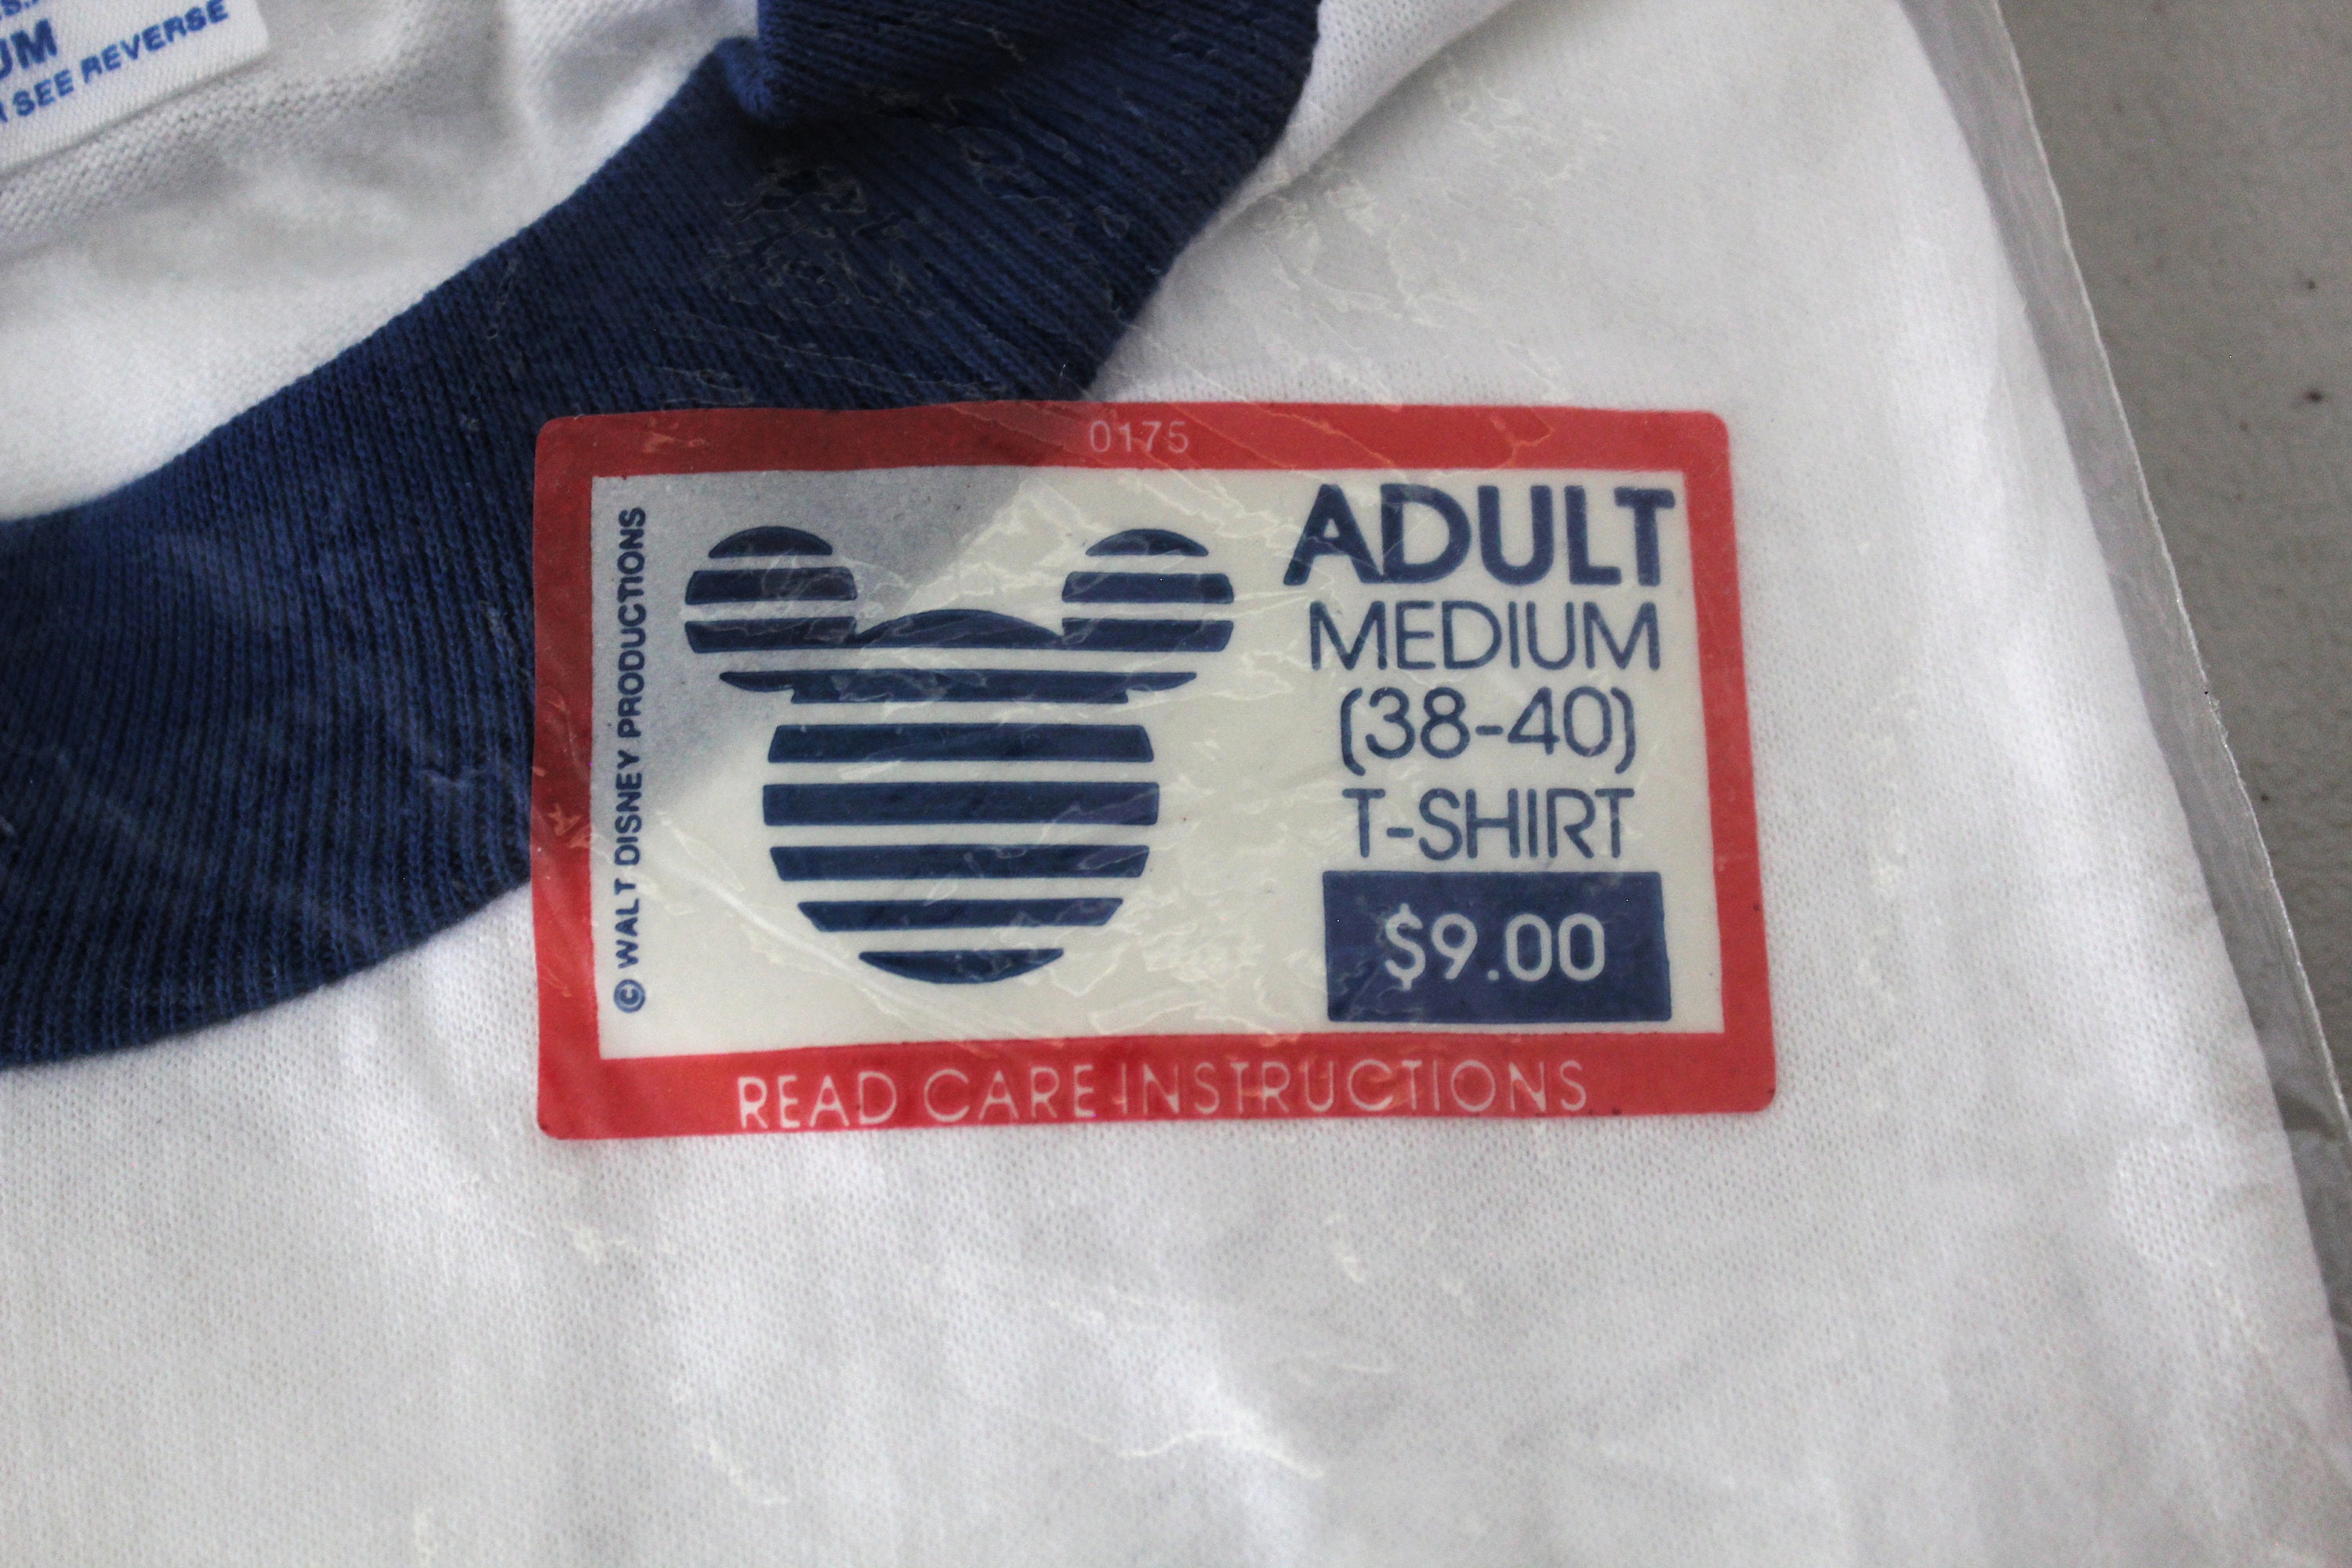 UM
SEE REVERSE
0175
© WALT DISNEY PRODUCTIONS
ADULT
MEDIUM
(38-40)
T-SHIRT
$9.00
READ CARE INSTRUCTIONS